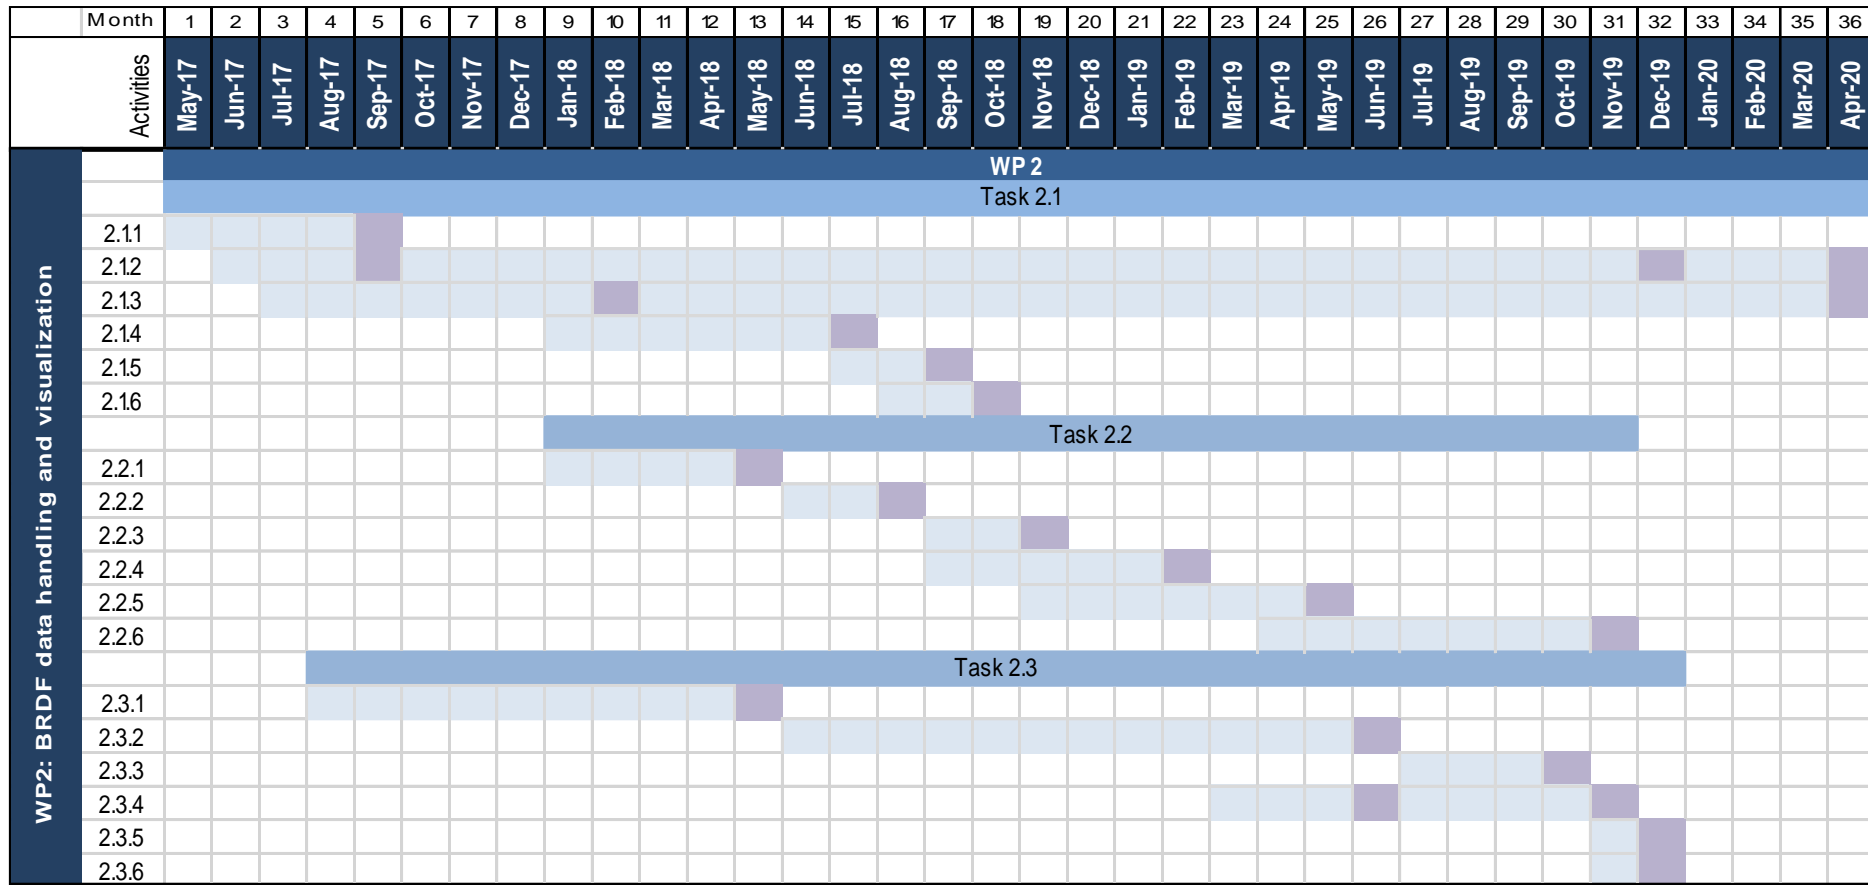 Month 1 2 3 4 5 6 7 8 9 10 11 12 13 14 15 16 17 18 19 20 21 22 23 24 25 26 27 28 29 30 31 32 33 34 35 36
Activities May-17 Jun-17 Jul-17 Aug-17 Sep-17 Oct-17 Nov-17 Dec-17 Jan-18 Feb-18 Mar-18 Apr-18 May-18 Jun-18 Jul-18 Aug-18 Sep-18 Oct-18 Nov-18 Dec-18 Jan-19 Feb-19 Mar-19 Apr-19 May-19 Jun-19 Jul-19 Aug-19 Sep-19 Oct-19 Nov-19 Dec-19 Jan-20 Feb-20 Mar-20 Apr-20
WP2: BRDF data handling and visualization
WP 2
Task 2.1
2.1.1
2.1.2
2.1.3
2.1.4
2.1.5
2.1.6
Task 2.2
2.2.1
2.2.2
2.2.3
2.2.4
2.2.5
2.2.6
Task 2.3
2.3.1
2.3.2
2.3.3
2.3.4
2.3.5
2.3.6